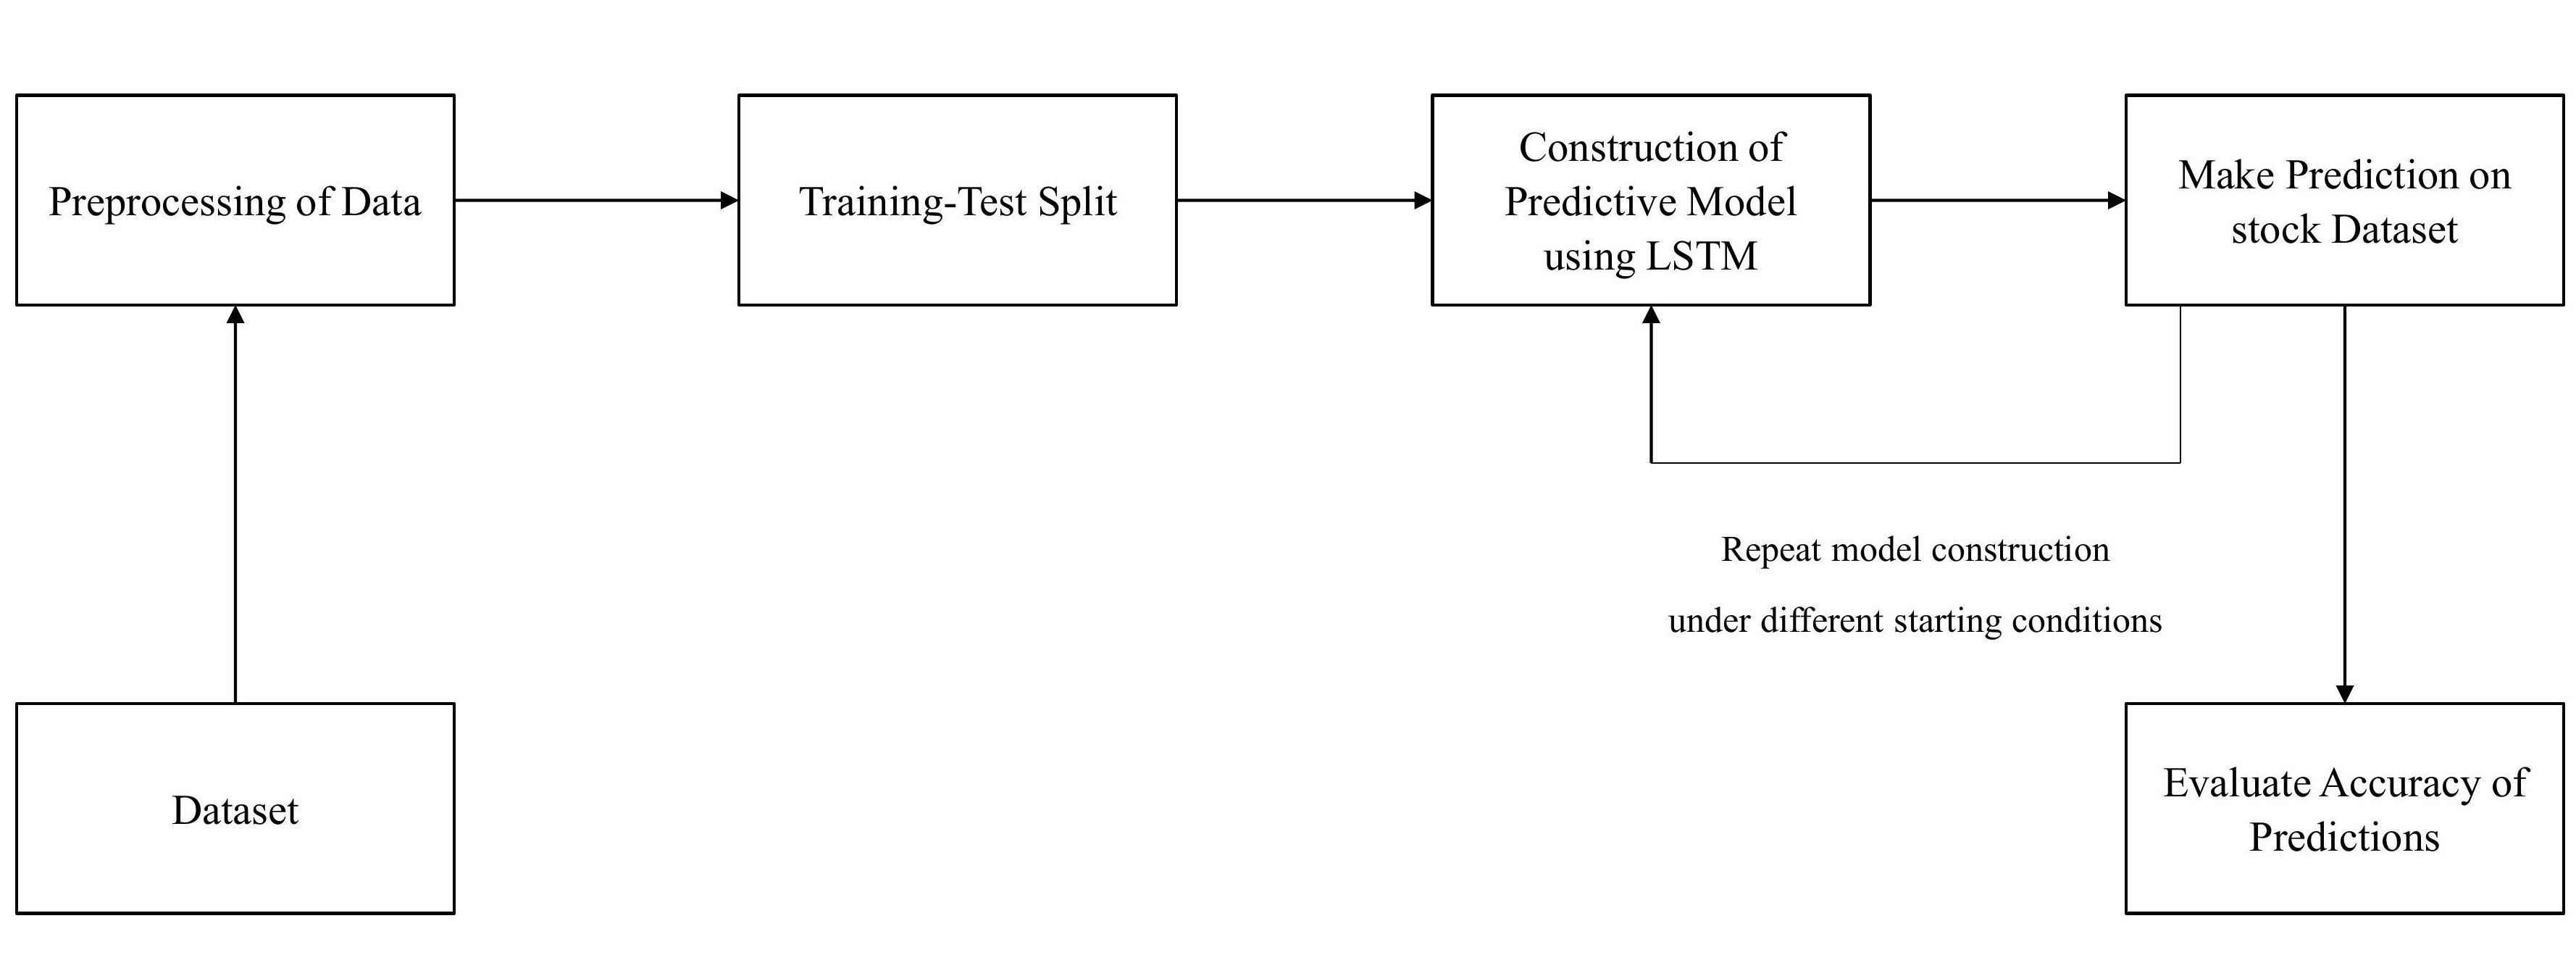 Preprocessing of Data
Training-Test Split
Construction of
Predictive Model
using LSTM
Make Prediction on
stock Dataset
Repeat model construction
under different starting conditions
Dataset
Evaluate Accuracy of
Predictions